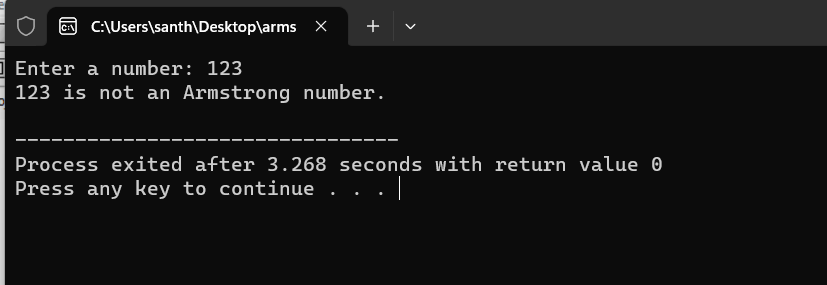 C:\Users\santh\Desktop\arms
Enter a number: 123
123 is not an Armstrong number.
--------------------------------
Process exited after 3.268 seconds with return value 0
Press any key to continue . . .